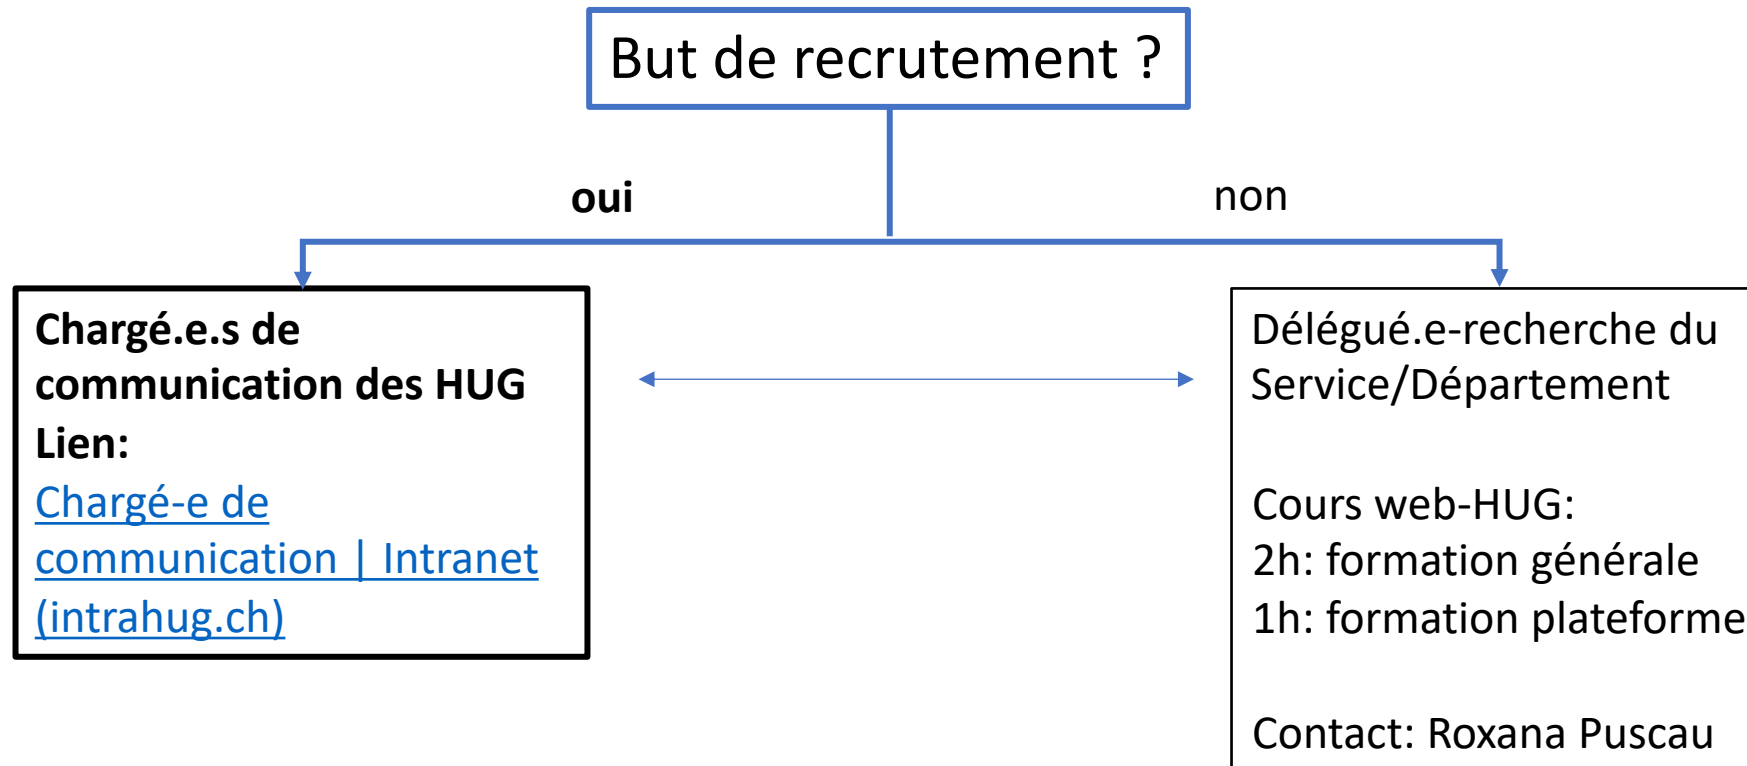 But de recrutement ?
oui
non
Chargé.e.s de
communication des HUG
Lien:
Chargé-e de
communication | Intranet
(intrahug.ch)
Délégué.e-recherche du
Service/Département
Cours web-HUG:
2h: formation générale
1h: formation plateforme
Contact: Roxana Puscau